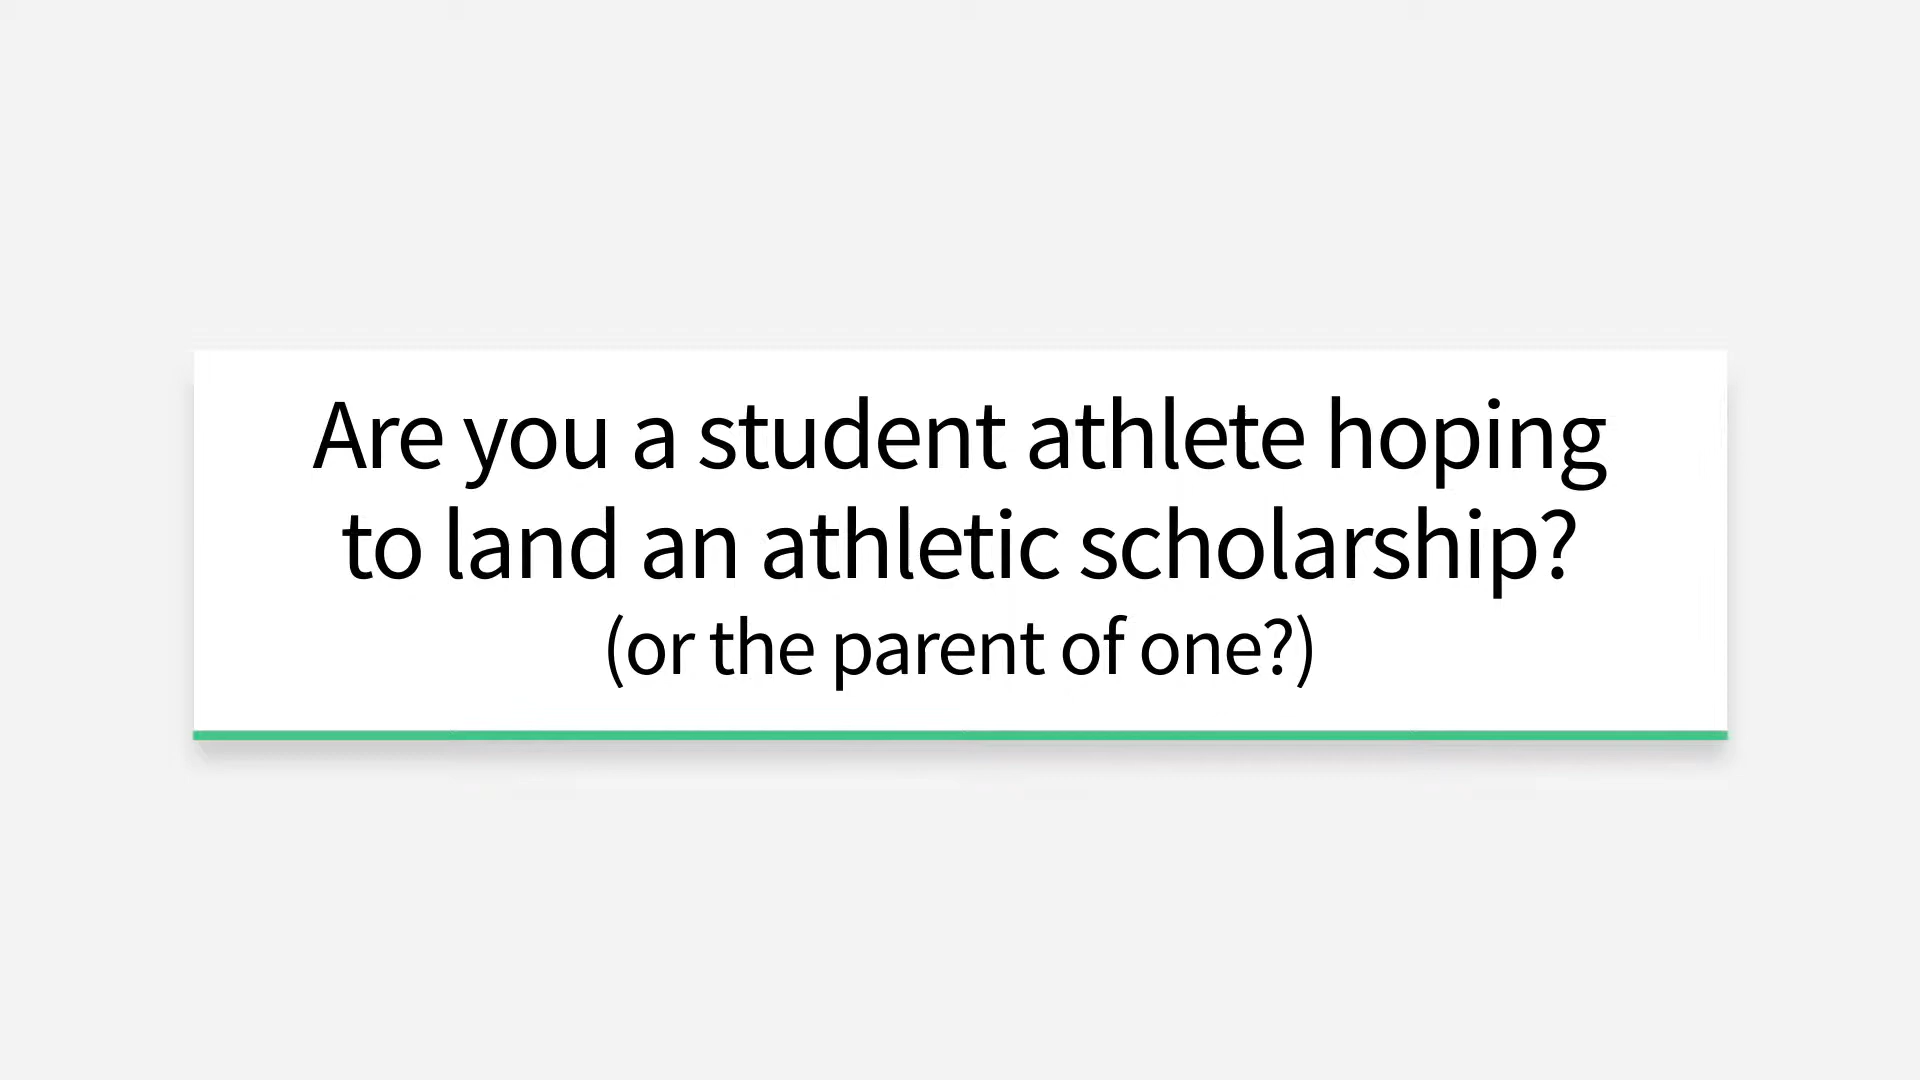 Are you a student athlete hoping
to land an athletic scholarship?
(or the parent of one?)